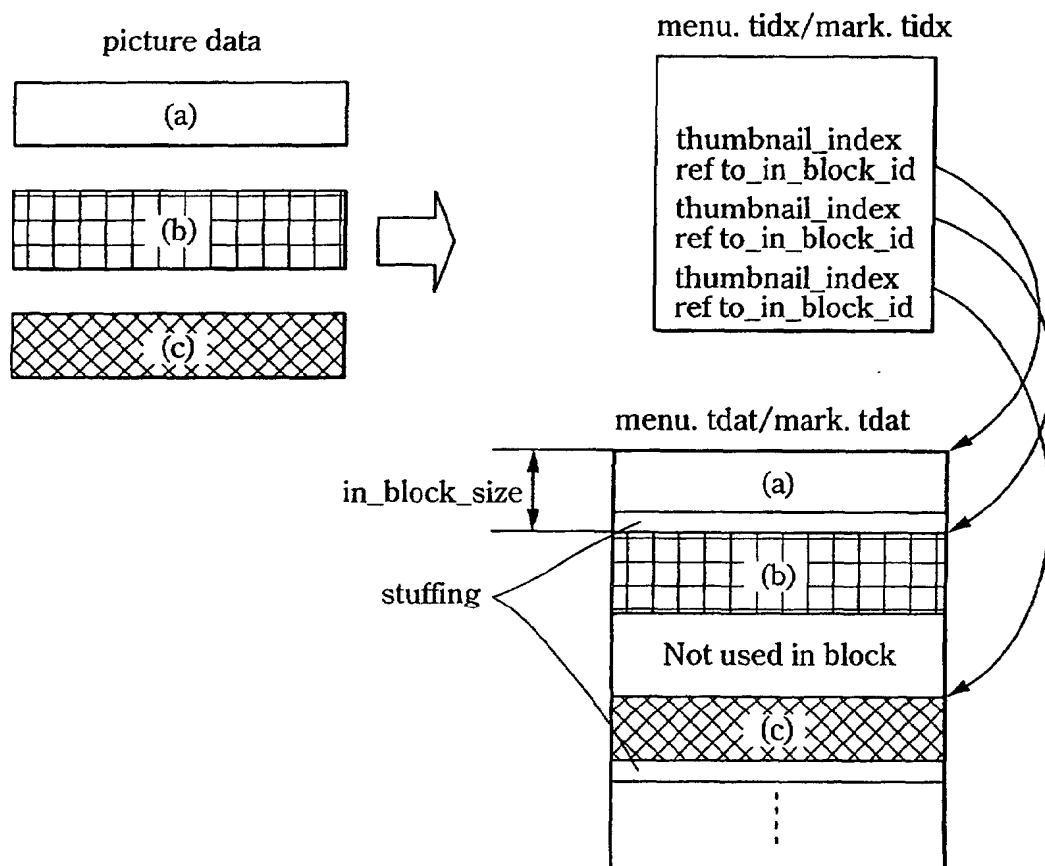 picture data
(a)
(b)
(c)
menu. tidx/mark. tidx
thumbnail_index
ref to_in_block_id
thumbnail_index
ref to_in_block_id
thumbnail_index
ref to_in_block_id
menu. tdat/mark. tdat
in_block_size
(a)
stuffing
(b)
Not used in block
(c)